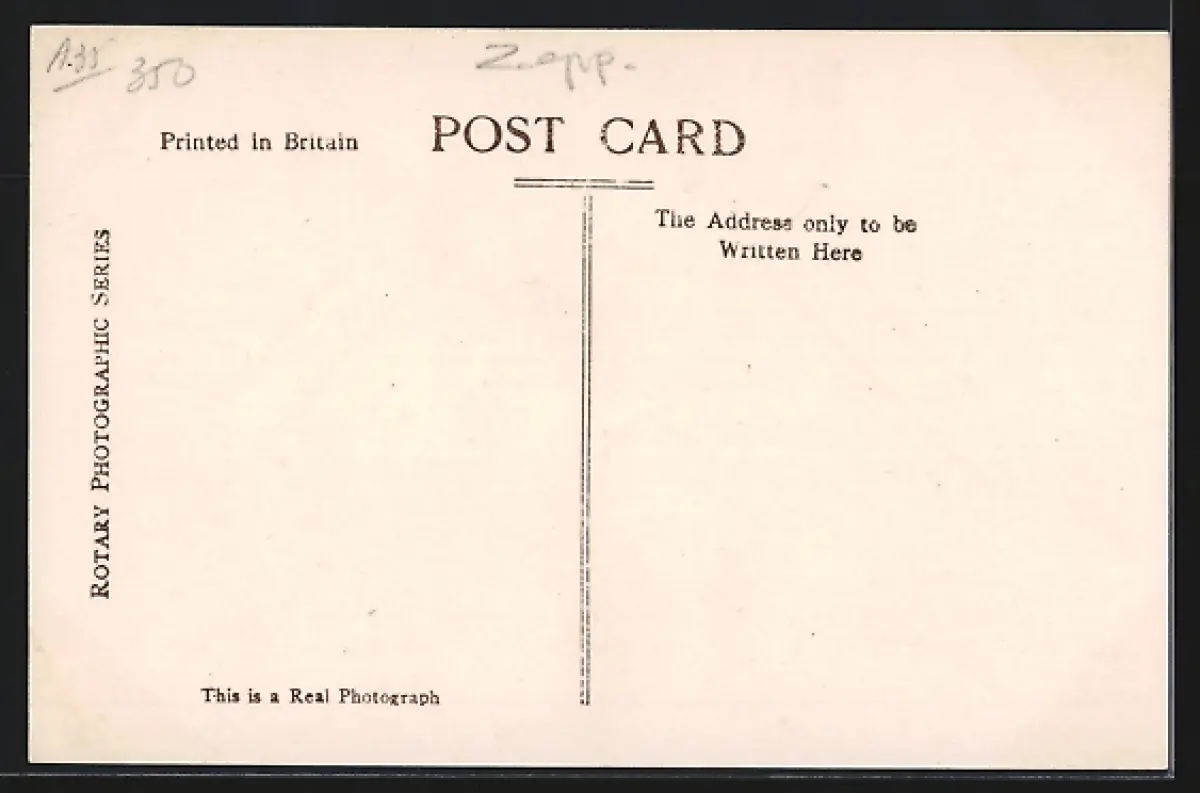 A.35 350 Zepp.
Printed in Britain
POST CARD
The Address only to be
Written Here
ROTARY PHOTOGRAPHIC SERIES
This is a Real Photograph